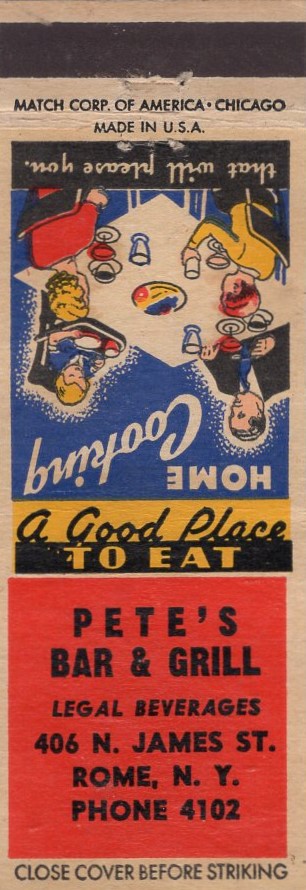 MATCH CORP. OF AMERICA • CHICAGO
MADE IN U.S.A.
that will please you.
HOME
Cooking
A Good Place
TO EAT
PETE'S
BAR & GRILL
LEGAL BEVERAGES
406 N. JAMES ST.
ROME, N. Y.
PHONE 4102
CLOSE COVER BEFORE STRIKING